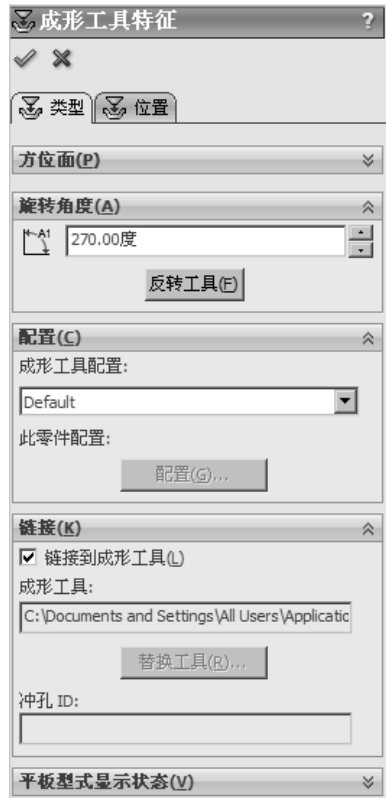 成形工具特征 ?
类型 位置
方位面(P)
旋转角度(A)
A1 270.00度
反转工具(F)
配置(C)
成形工具配置:
Default
此零件配置:
配置(G)...
链接(K)
链接到成形工具(L)
成形工具:
C:\Documents and Settings\All Users\Applicatic
替换工具(R)...
冲孔 ID:
平板型式显示状态(V)